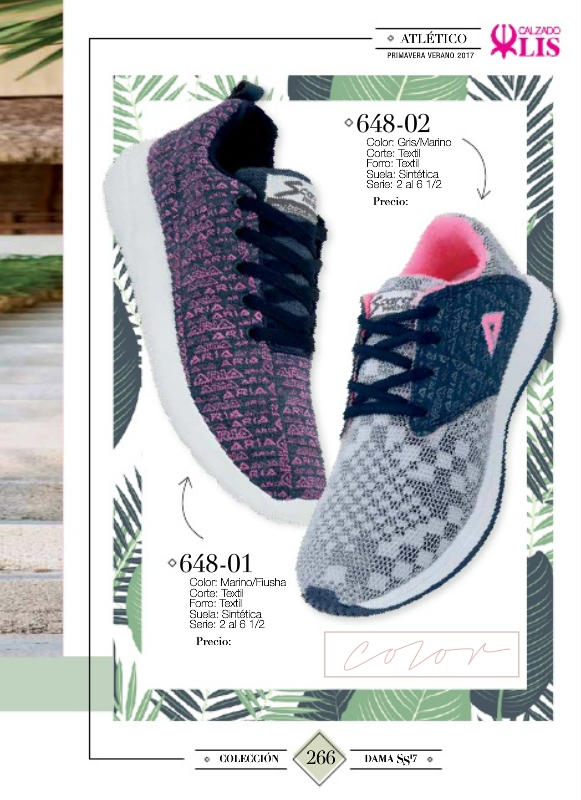 ATLÉTICO
PRIMAVERA VERANO 2017
CALZADO
LIS
648-02
Color: Gris/Marino
Corte: Textil
Forro: Textil
Suela: Sintética
Serie: 2 al 6 1/2
Precio:
648-01
Color: Marino/Fiusha
Corte: Textil
Forro: Textil
Suela: Sintética
Serie: 2 al 6 1/2
Precio:
color
COLECCIÓN
266
DAMA SS'17